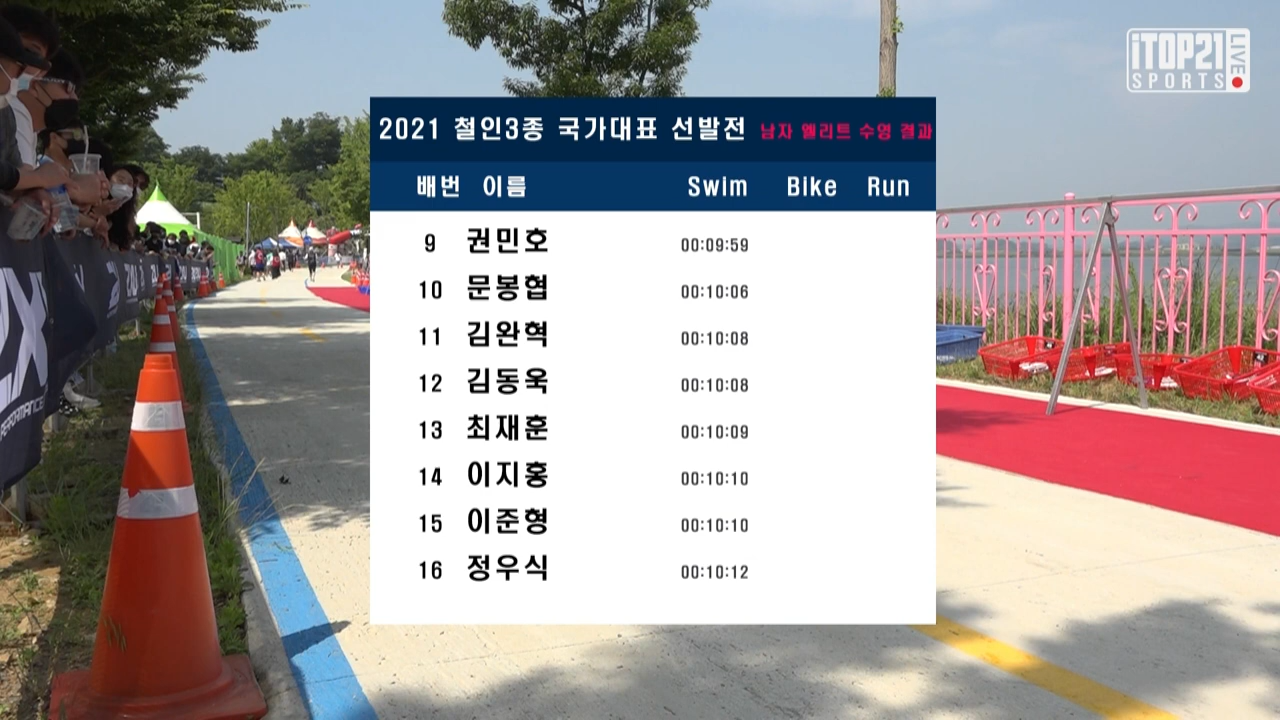 iTOP21
SPORTS
LIVE
2021 철인3종 국가대표 선발전 남자 엘리트 수영 결과
배번 이름 Swim Bike Run
9 권민호 00:09:59
10 문봉협 00:10:06
11 김완혁 00:10:08
12 김동욱 00:10:08
13 최재훈 00:10:09
14 이지홍 00:10:10
15 이준형 00:10:10
16 정우식 00:10:12